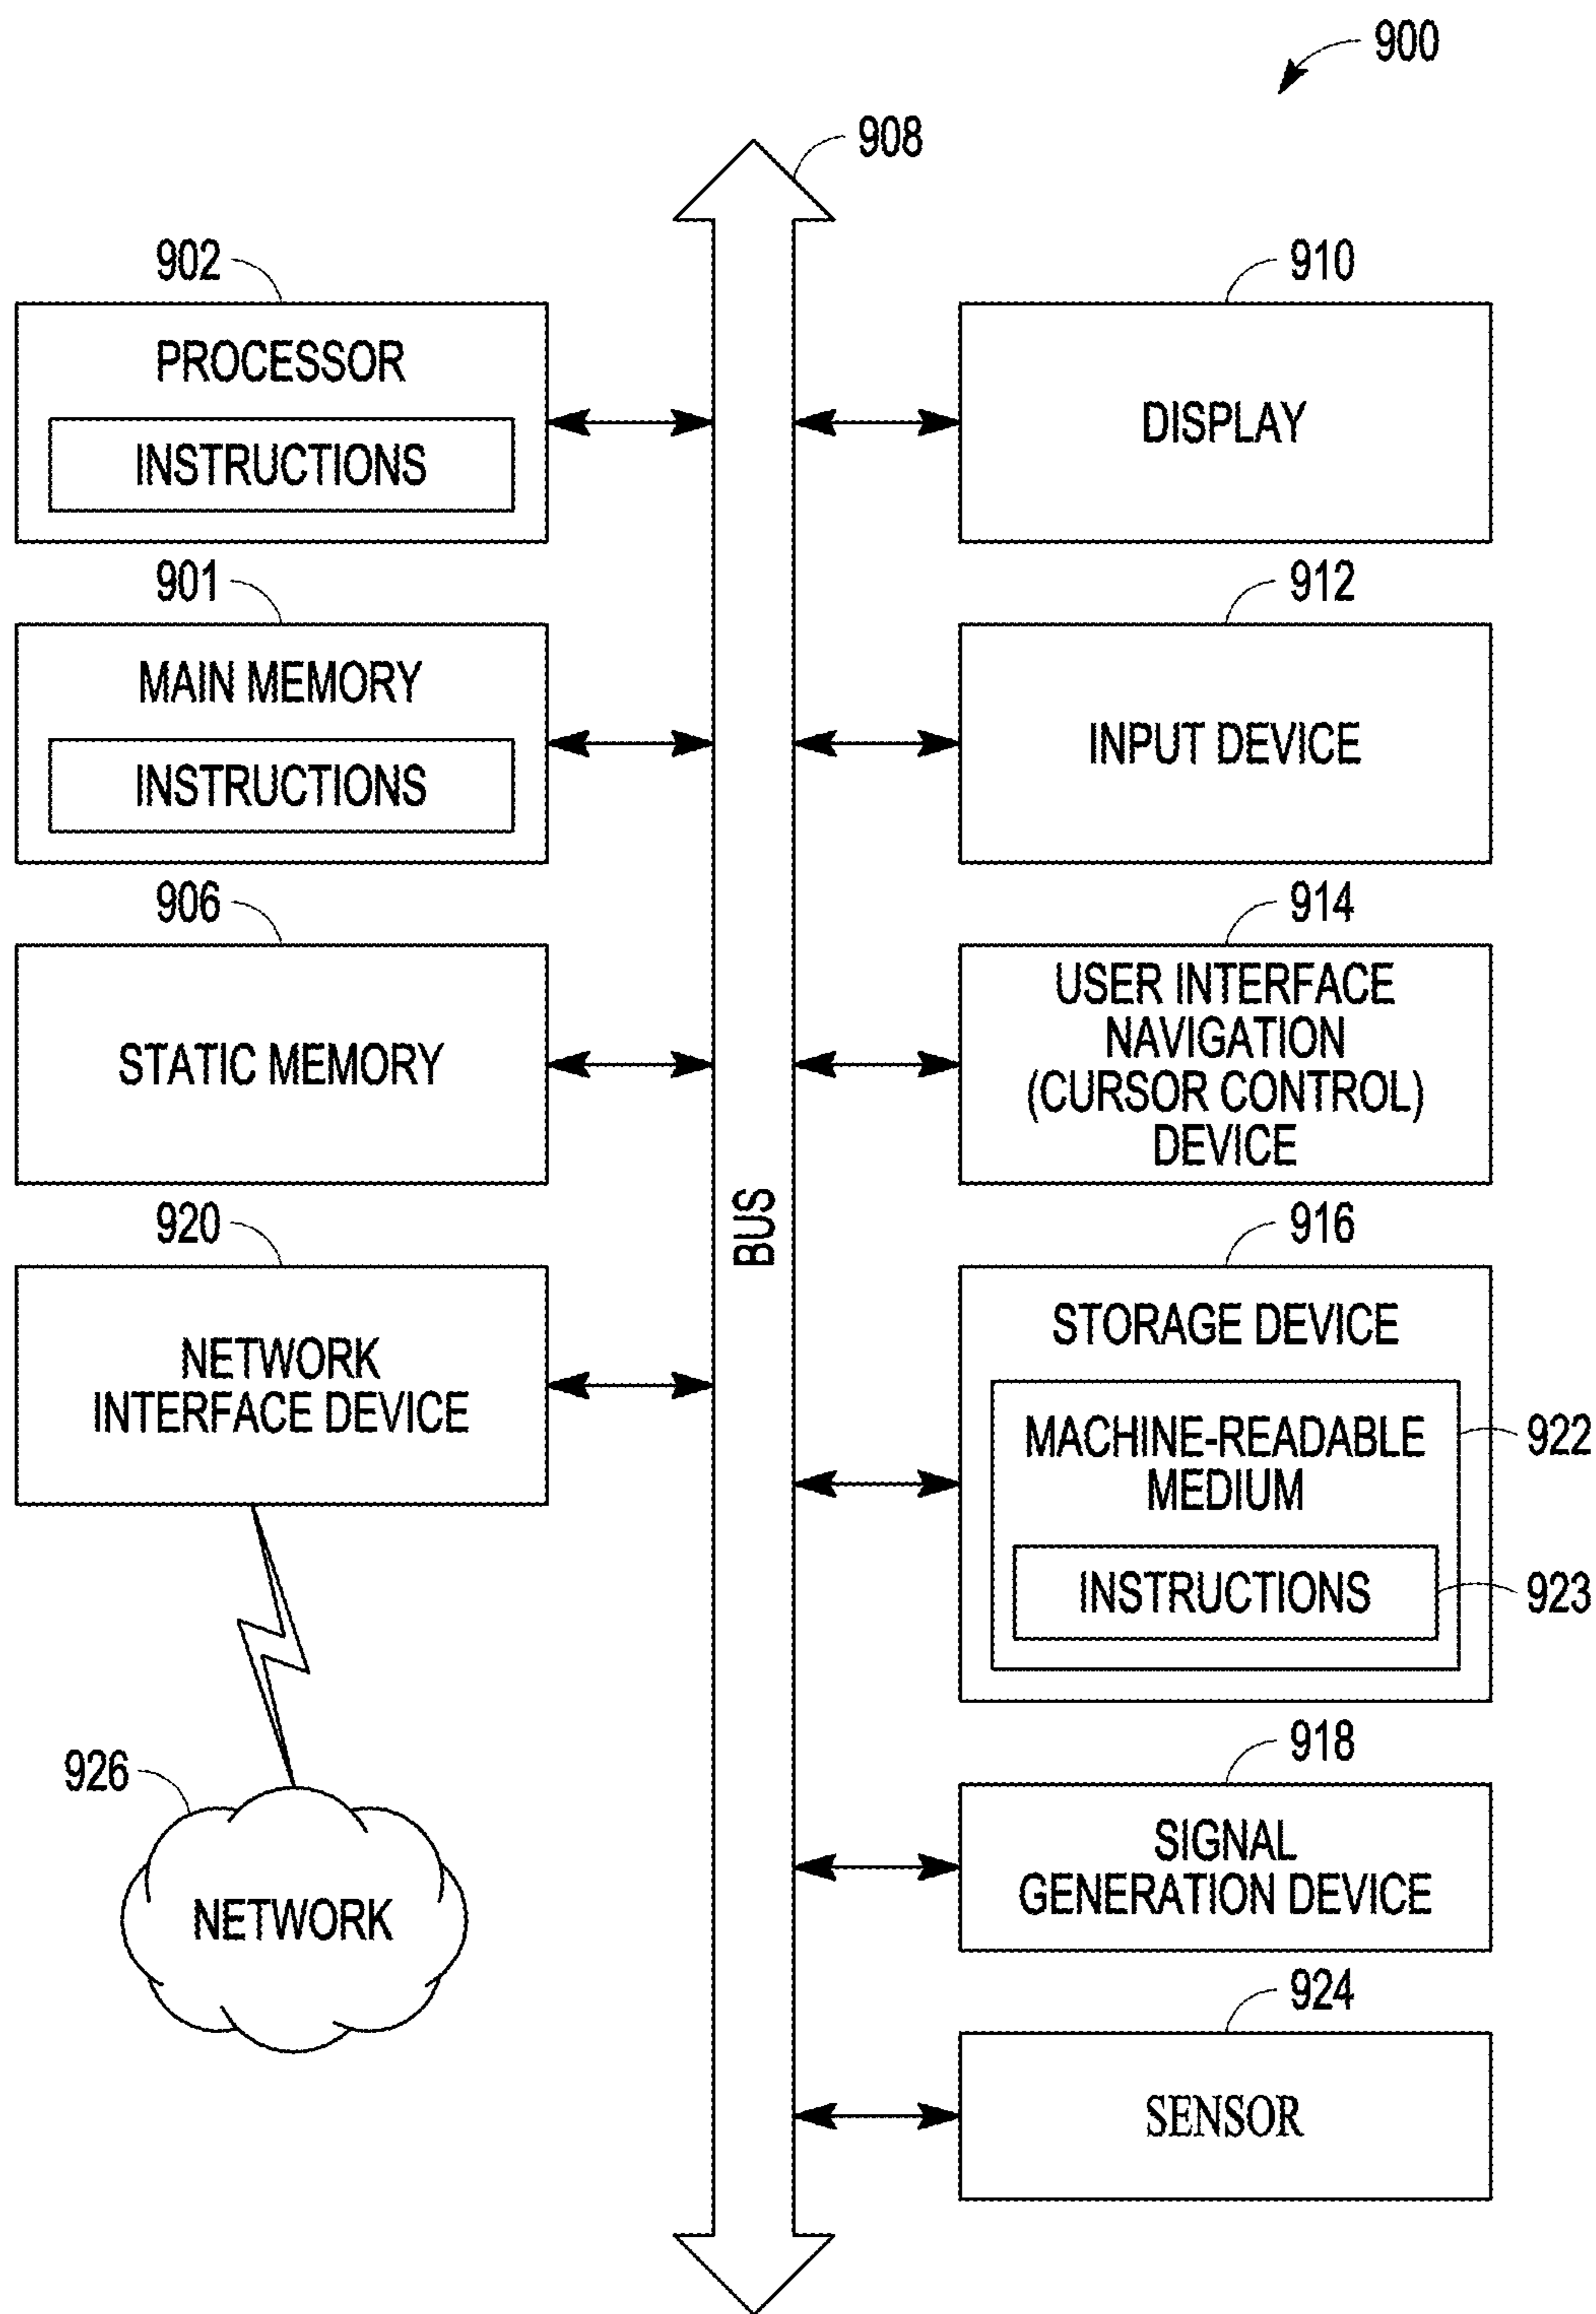 900
908
902
PROCESSOR
INSTRUCTIONS
901
MAIN MEMORY
INSTRUCTIONS
906
STATIC MEMORY
920
NETWORK
INTERFACE DEVICE
926
NETWORK
BUS
910
DISPLAY
912
INPUT DEVICE
914
USER INTERFACE
NAVIGATION
(CURSOR CONTROL)
DEVICE
916
STORAGE DEVICE
MACHINE-READABLE
MEDIUM
922
INSTRUCTIONS
923
918
SIGNAL
GENERATION DEVICE
924
SENSOR